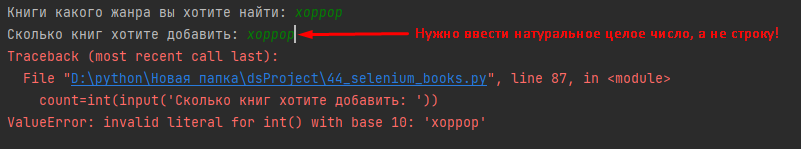 Книги какого жанра вы хотите найти: хоррор
Сколько книг хотите добавить: хоррор Нужно ввести натуральное целое число, а не строку!
Traceback (most recent call last):
File "D:\python\Новая папка\dsProject\44_selenium_books.py", line 87, in <module>
count=int(input('Сколько книг хотите добавить: '))
ValueError: invalid literal for int() with base 10: 'хоррор'